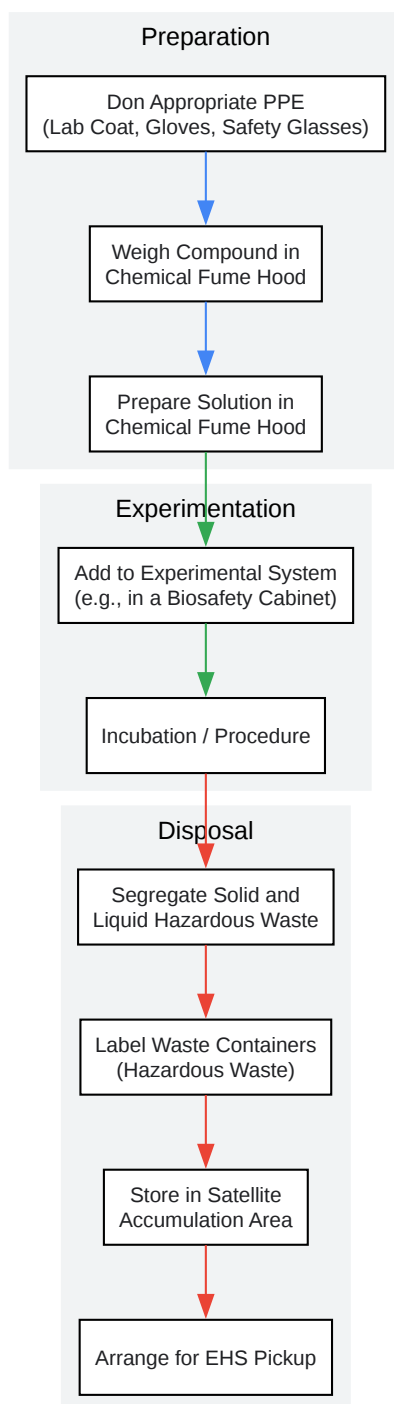 Preparation
Don Appropriate PPE
(Lab Coat, Gloves, Safety Glasses)
Weigh Compound in
Chemical Fume Hood
Prepare Solution in
Chemical Fume Hood
Experimentation
Add to Experimental System
(e.g., in a Biosafety Cabinet)
Incubation / Procedure
Disposal
Segregate Solid and
Liquid Hazardous Waste
Label Waste Containers
(Hazardous Waste)
Store in Satellite
Accumulation Area
Arrange for EHS Pickup